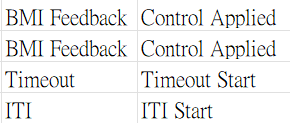 BMI Feedback Control Applied
BMI Feedback Control Applied
Timeout Timeout Start
ITI ITI Start